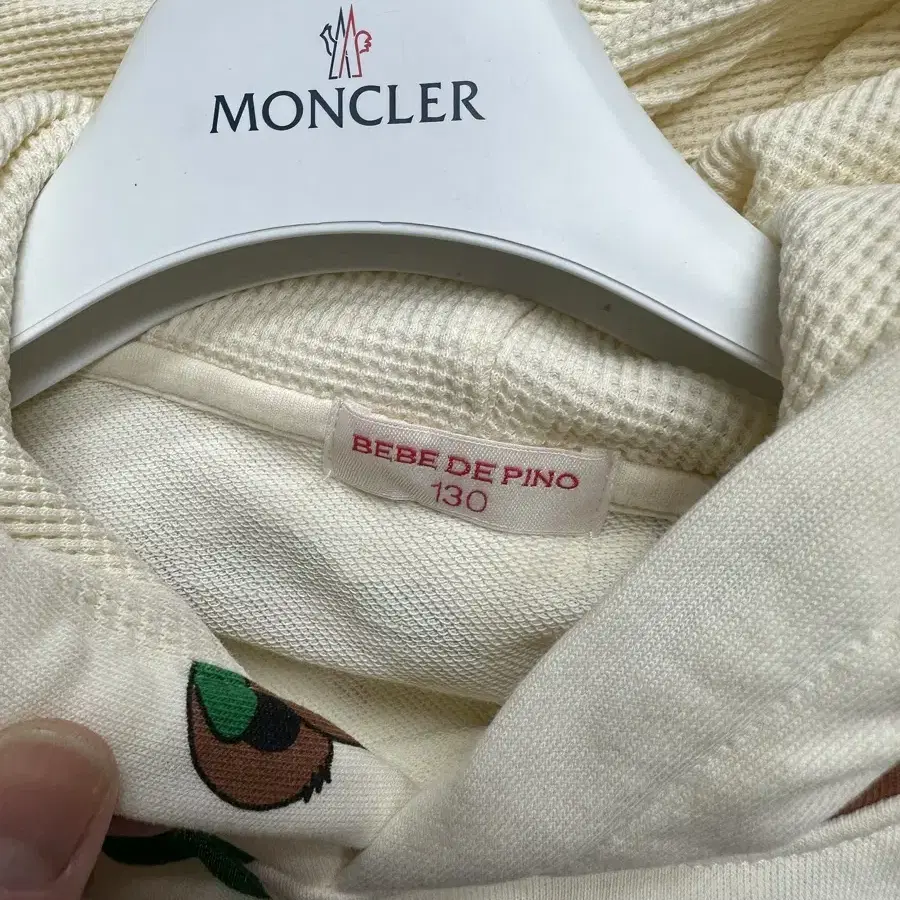 MONCLER
BEBE DE PINO
130